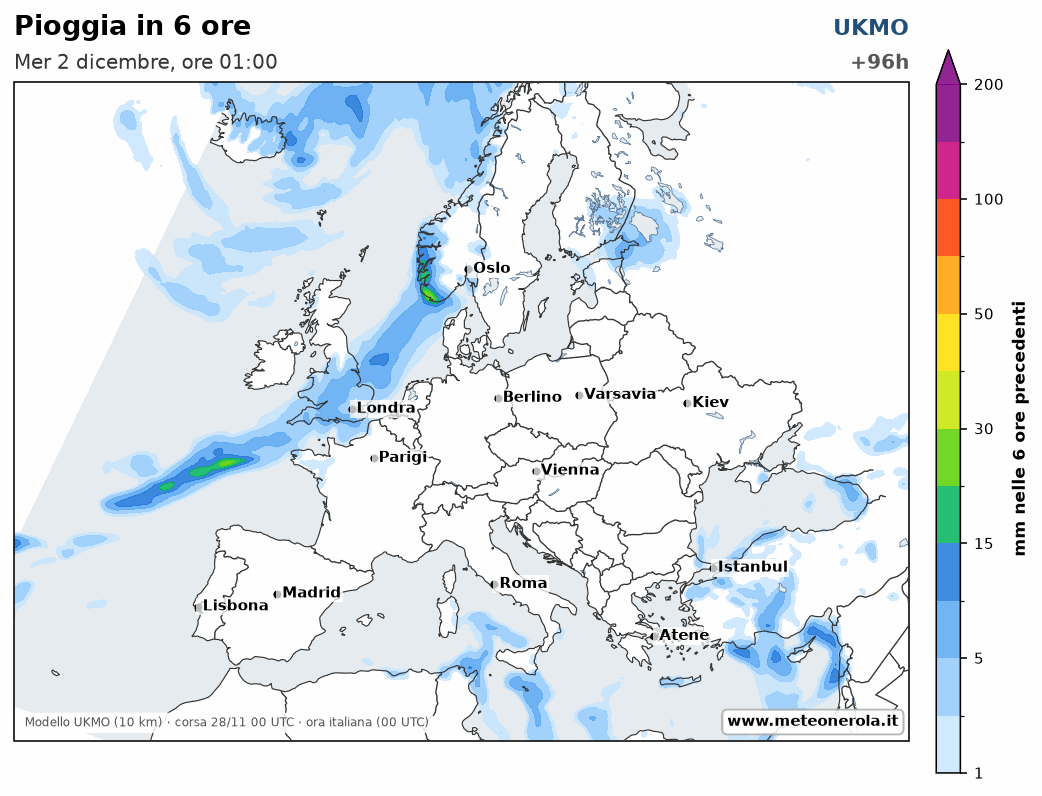 Pioggia in 6 ore
UKMO
Mer 2 dicembre, ore 01:00
+96h
200
100
50
30
15
5
1
mm nelle 6 ore precedenti
Oslo
Londra
Berlino
Varsavia
Kiev
Parigi
Vienna
Istanbul
Roma
Madrid
Lisbona
Atene
Modello UKMO (10 km) · corsa 28/11 00 UTC · ora italiana (00 UTC)
www.meteonerola.it